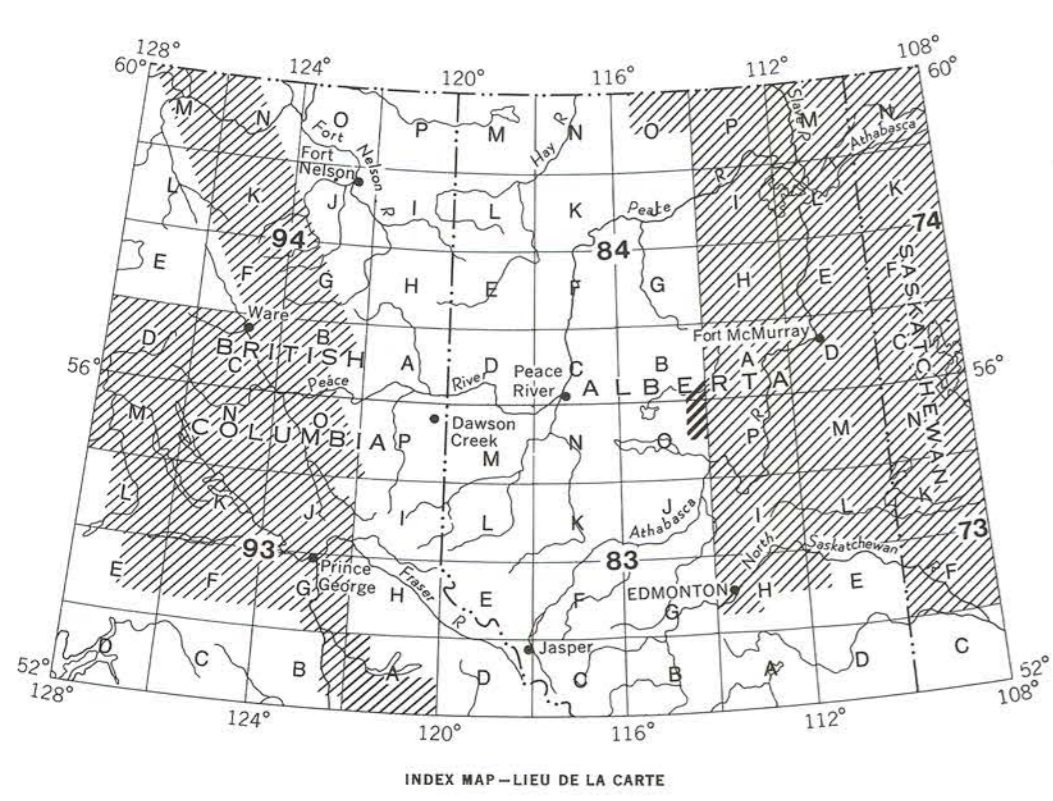 128° 124° 120° 116° 112° 108°
60° 60°
M N O P M N O P M N
Fort Nelson R
Hay R
Slave R
Athabasca
Fort
Nelson
L K J I L K J I L K
Peace R
94 84 74
E F G H E F G H E F
Ware
Fort McMurray
D C B A D C B A D C
BRITISH
ALBERTA
SASKATCHEWAN
56° 56°
Peace River
Peace
River
M N O P M N O P M N
COLUMBIA
Dawson
Creek
R
L K J I L K J I L K
Athabasca
93 83 73
North Saskatchewan R
Prince
George
Fraser R
EDMONTON
E F G H E F G H E F
Jasper
D C B A D C B A D C
52° 52°
128° 124° 120° 116° 112° 108°
INDEX MAP—LIEU DE LA CARTE